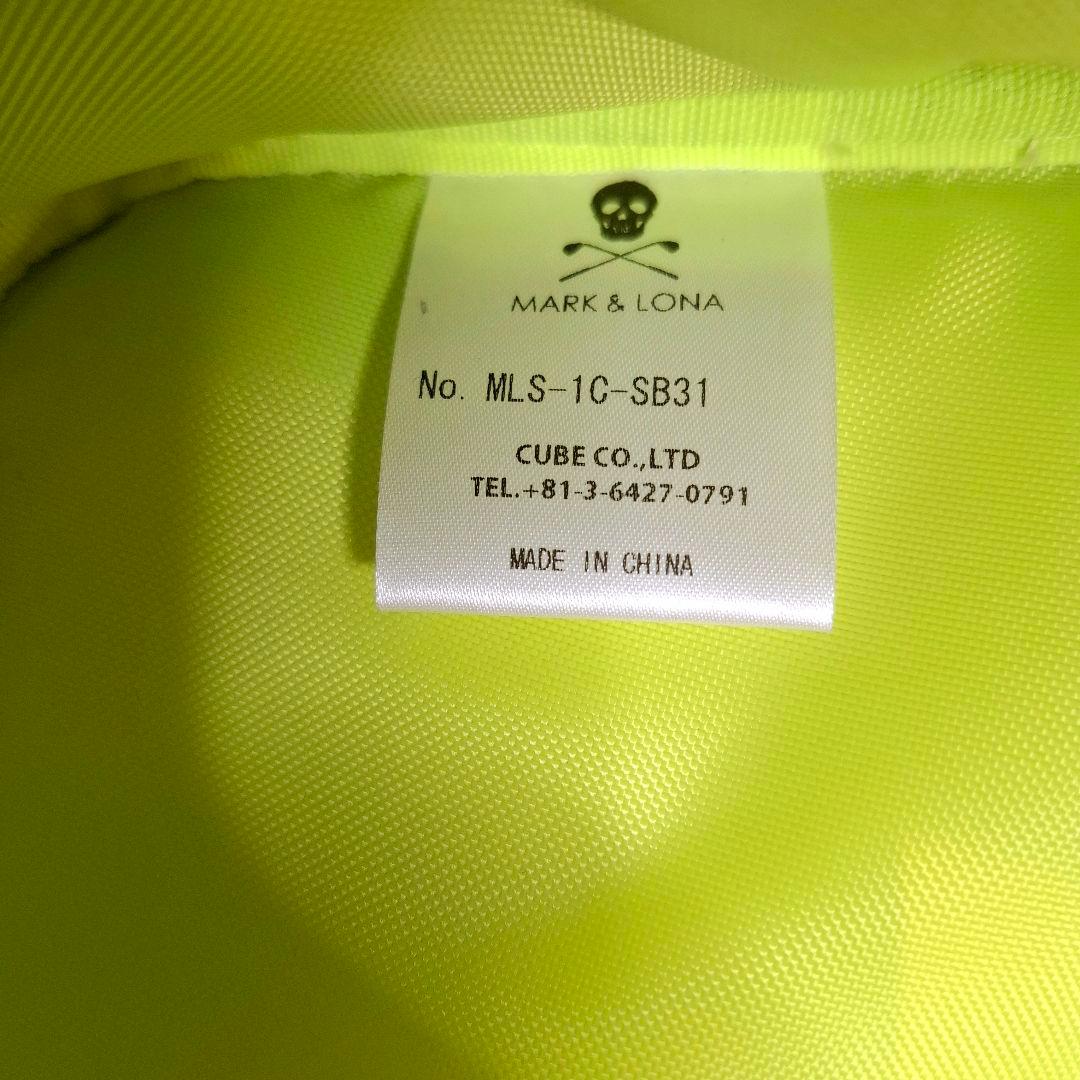 MARK & LONA
No. MLS-1C-SB31
CUBE CO.,LTD
TEL.+81-3-6427-0791
MADE IN CHINA